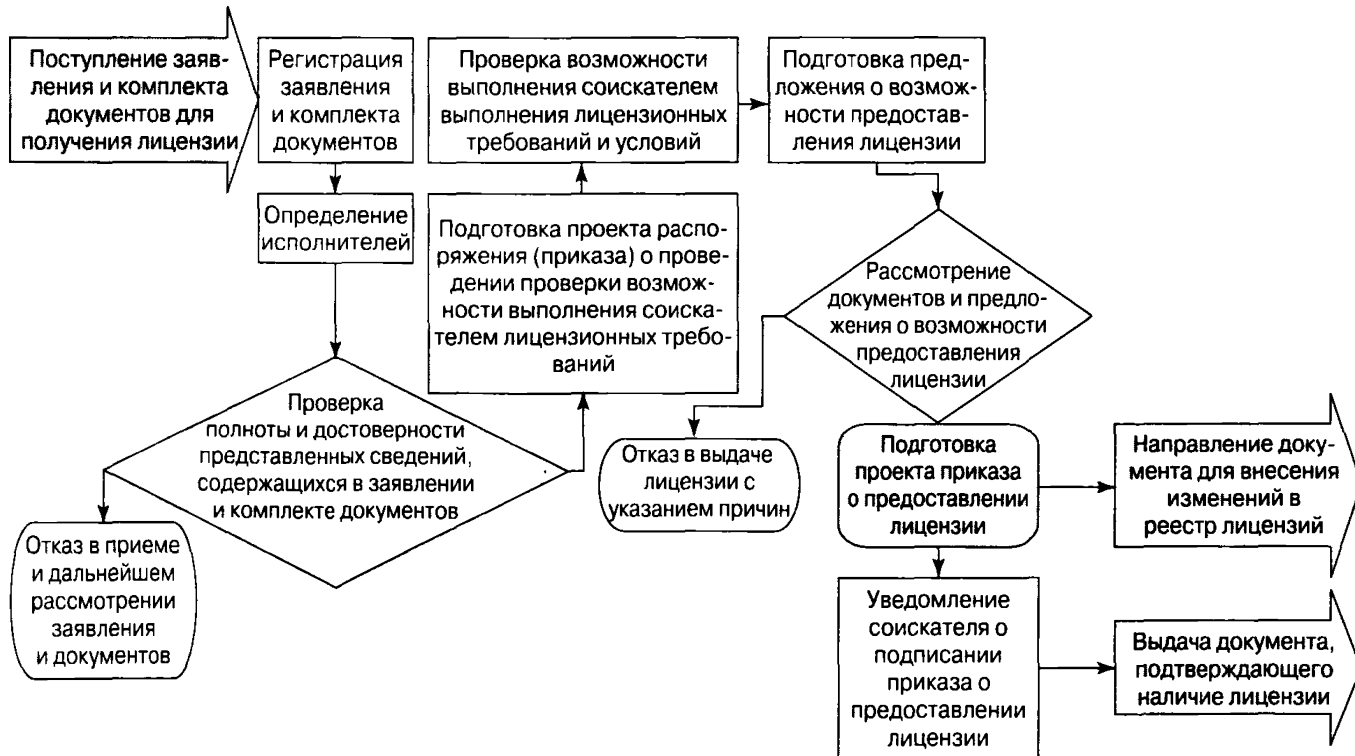 Поступление заяв-
ления и комплекта
документов для
получения лицензии
Регистрация
заявления
и комплекта
документов
Определение
исполнителей
Проверка
полноты и достоверности
представленных сведений,
содержащихся в заявлении
и комплекте документов
Отказ в приеме
и дальнейшем
рассмотрении
заявления
и документов
Подготовка проекта распо-
ряжения (приказа) о прове-
дении проверки возмож-
ности выполнения соиска-
телем лицензионных требо-
ваний
Проверка возможности
выполнения соискателем
выполнения лицензионных
требований и условий
Подготовка пред-
ложения о возмож-
ности предостав-
ления лицензии
Рассмотрение
документов и предло-
жения о возможности
предоставления
лицензии
Отказ в выдаче
лицензии с
указанием причин
Подготовка
проекта приказа
о предоставлении
лицензии
Направление доку-
мента для внесения
изменений в
реестр лицензий
Уведомление
соискателя о
подписании
приказа о
предоставлении
лицензии
Выдача документа,
подтверждающего
наличие лицензии